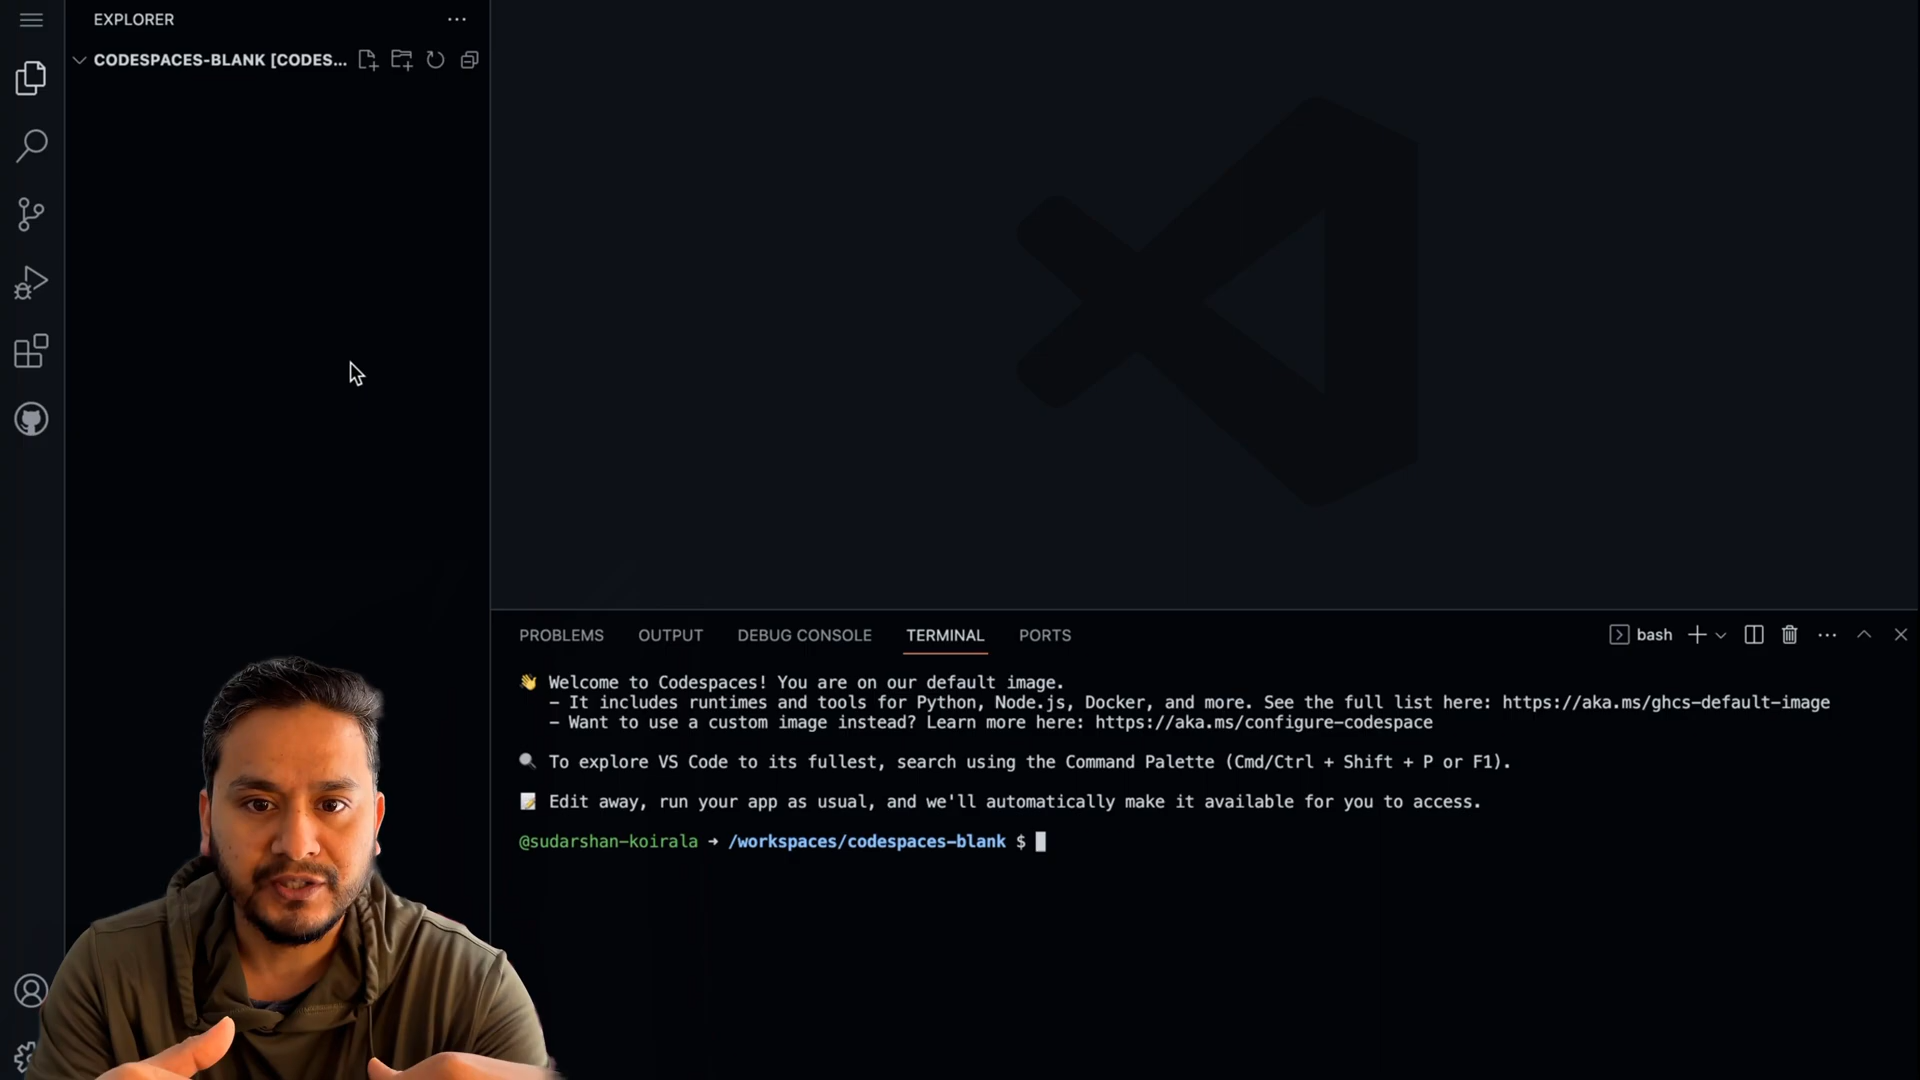 EXPLORER
CODESPACES-BLANK [CODES...
PROBLEMS OUTPUT DEBUG CONSOLE TERMINAL PORTS
bash
👋 Welcome to Codespaces! You are on our default image.
- It includes runtimes and tools for Python, Node.js, Docker, and more. See the full list here: https://aka.ms/ghcs-default-image
- Want to use a custom image instead? Learn more here: https://aka.ms/configure-codespace
🔍 To explore VS Code to its fullest, search using the Command Palette (Cmd/Ctrl + Shift + P or F1).
📝 Edit away, run your app as usual, and we'll automatically make it available for you to access.
@sudarshan-koirala ➜ /workspaces/codespaces-blank $